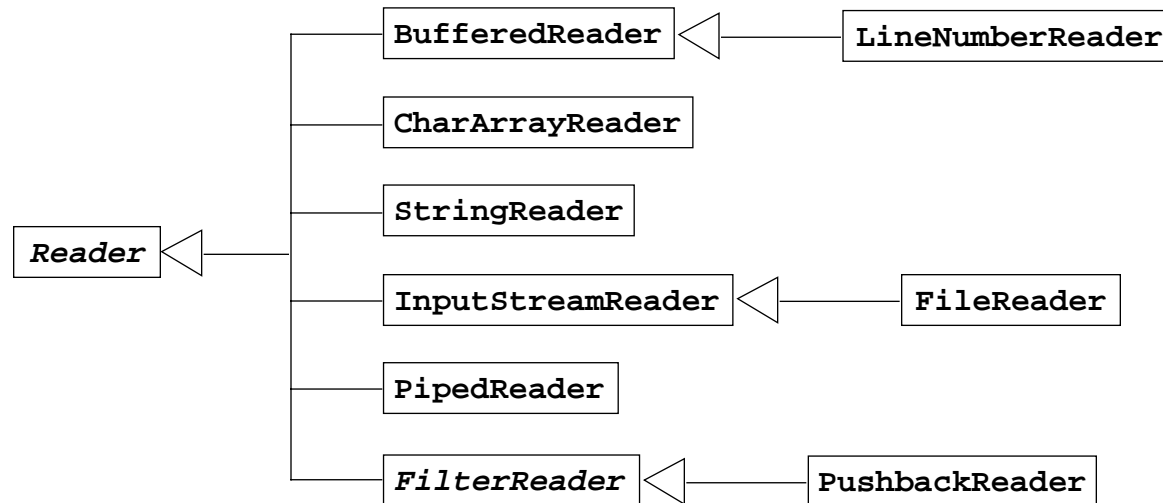 BufferedReader
LineNumberReader
CharArrayReader
StringReader
Reader
InputStreamReader
FileReader
PipedReader
FilterReader
PushbackReader